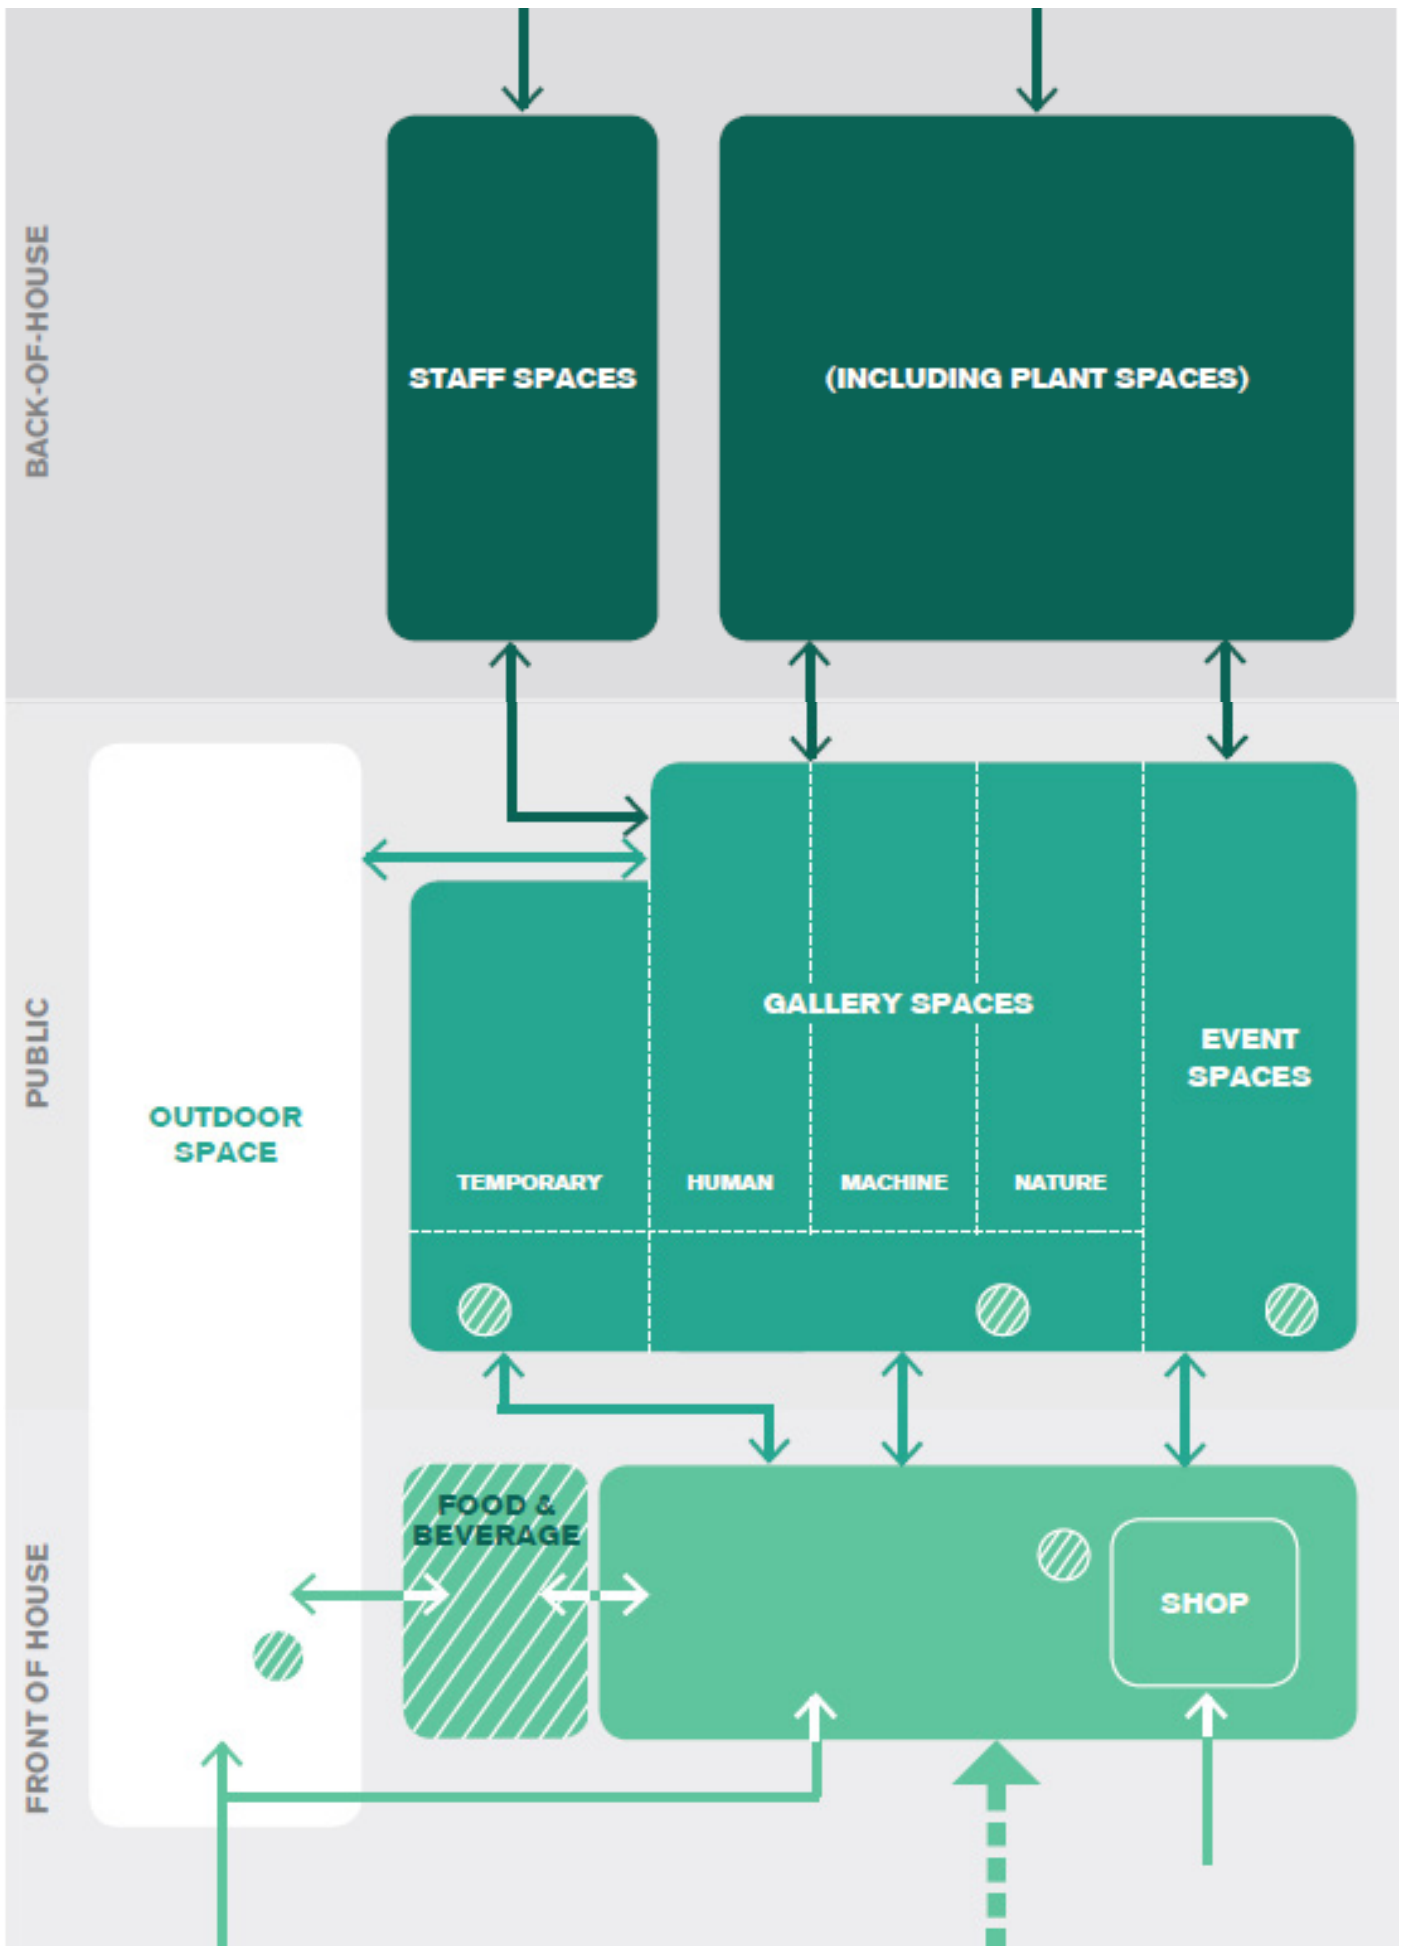 BACK-OF-HOUSE
STAFF SPACES
(INCLUDING PLANT SPACES)
PUBLIC
OUTDOOR
SPACE
GALLERY SPACES
EVENT
SPACES
TEMPORARY
HUMAN
MACHINE
NATURE
FRONT OF HOUSE
FOOD &
BEVERAGE
SHOP